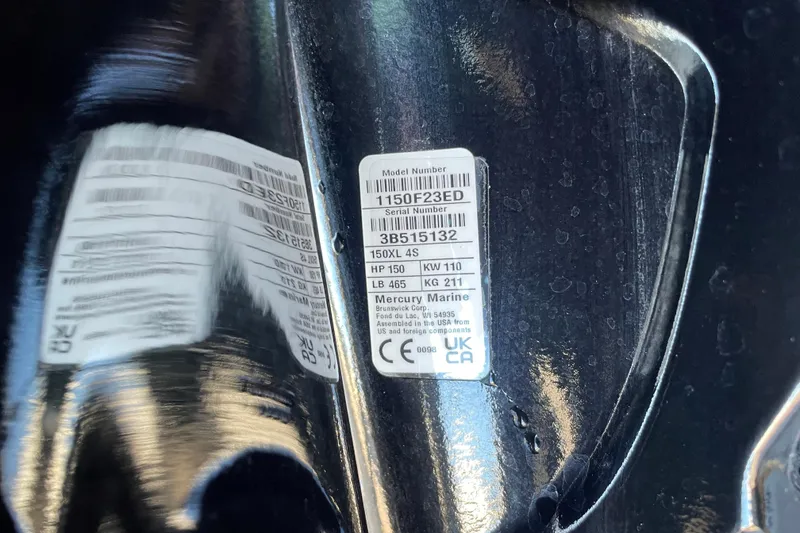 Model Number
1150F23ED
Serial Number
3B515132
150XL 4S
HP 150 KW 110
LB 465 KG 211
Mercury Marine
Brunswick Corp.
Fond du Lac, WI 54935
Assembled in the USA from
US and foreign components
CE 0098 UK CA